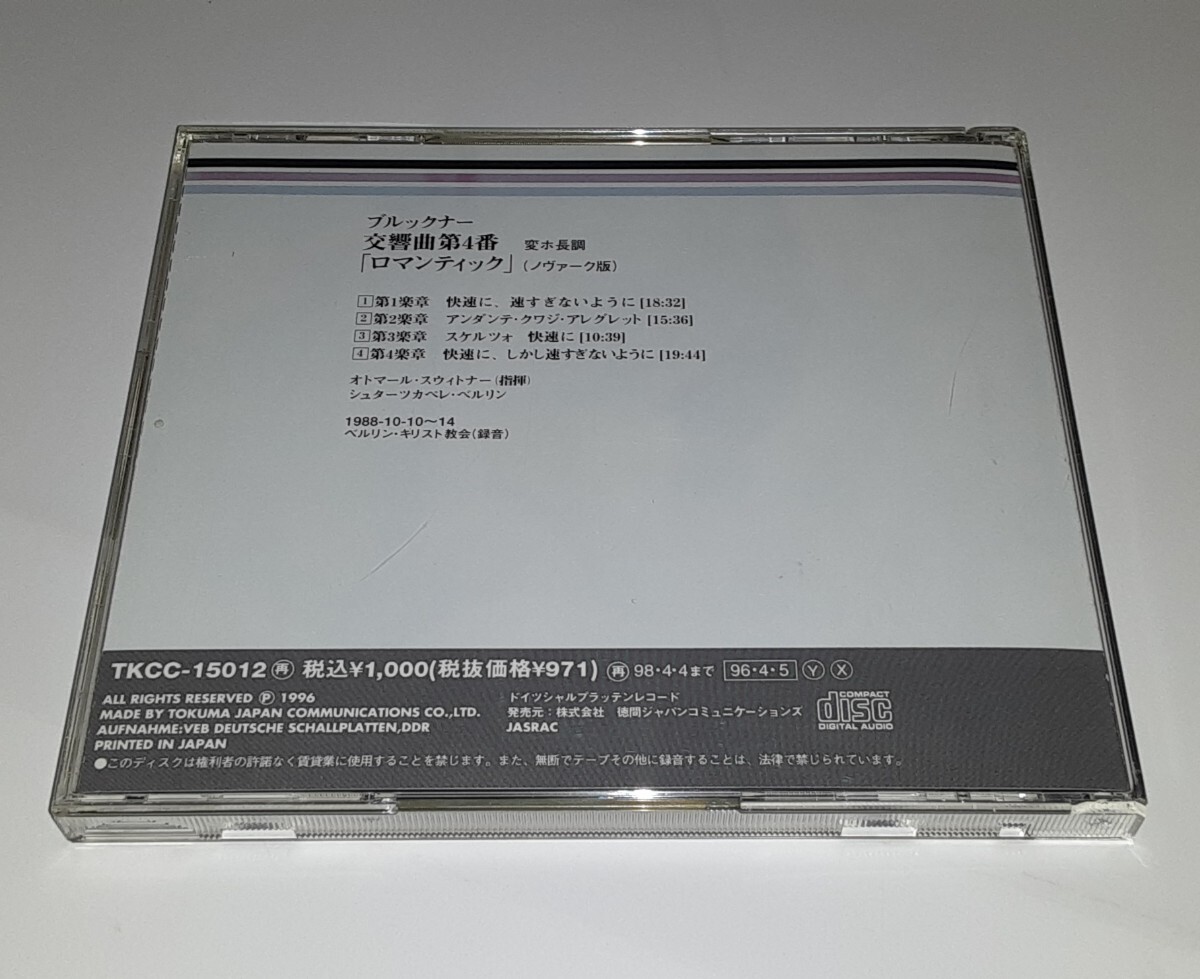 ブルックナー
交響曲第4番 変ホ長調
「ロマンティック」(ノヴァーク版)
1 第1楽章 快速に、速すぎないように [18:32]
2 第2楽章 アンダンテ・クワジ・アレグレット [15:36]
3 第3楽章 スケルツォ 快速に [10:39]
4 第4楽章 快速に、しかし速すぎないように [19:44]
オトマール・スウィトナー(指揮)
シュターツカペレ・ベルリン
1988-10-10〜14
ベルリン・キリスト教会(録音)
TKCC-15012 再 税込¥1,000(税抜価格¥971) 再 98・4・4まで 96・4・5 Y X
ALL RIGHTS RESERVED Ⓟ 1996
MADE BY TOKUMA JAPAN COMMUNICATIONS CO.,LTD.
AUFNAHME:VEB DEUTSCHE SCHALLPLATTEN,DDR
PRINTED IN JAPAN
ドイツシャルプラッテンレコード
発売元:株式会社 徳間ジャパンコミュニケーションズ
JASRAC
COMPACT
disc
DIGITAL AUDIO
●このディスクは権利者の許諾なく賃貸業に使用することを禁じます。また、無断でテープその他に録音することは、法律で禁じられています。